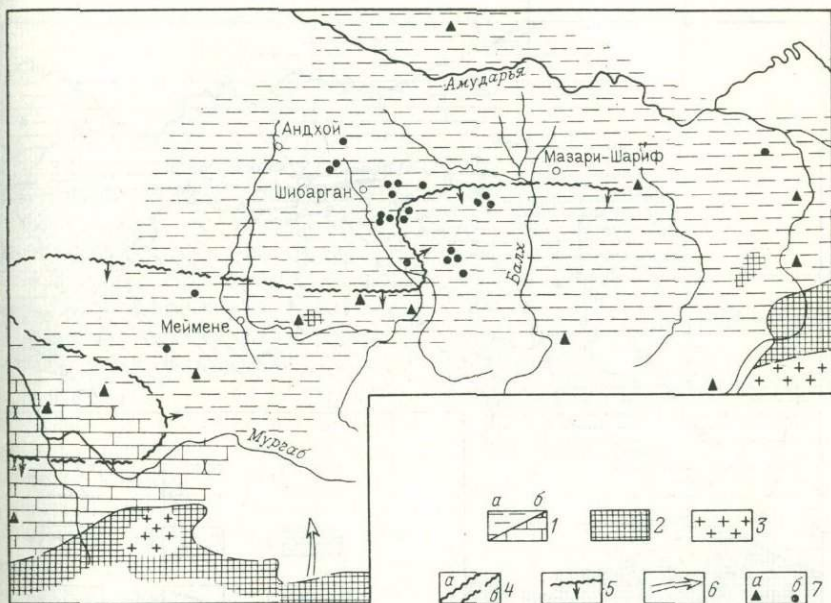 Амударья
Андхой
Мазари-Шариф
Шибарган
Балх
Меймене
Мургаб
а б 1 2 3
а б 4 5 6 а б 7